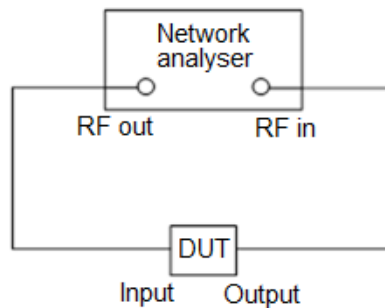 Network
analyser
RF out
RF in
DUT
Input
Output